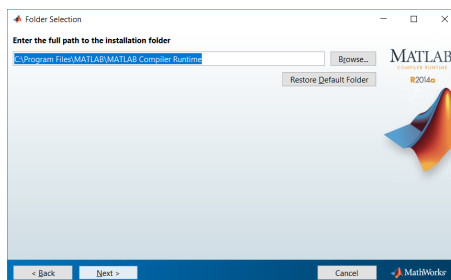 Folder Selection
Enter the full path to the installation folder
C:\Program Files\MATLAB\MATLAB Compiler Runtime
Browse...
Restore Default Folder
MATLAB
COMPILER RUNTIME
R2014a
< Back
Next >
Cancel
MathWorks